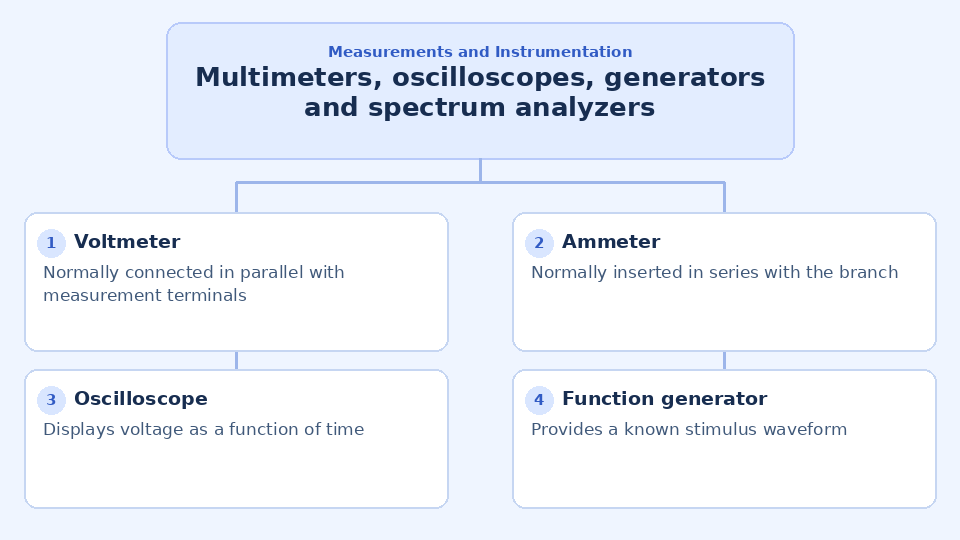 Measurements and Instrumentation
Multimeters, oscilloscopes, generators
and spectrum analyzers
1 Voltmeter
Normally connected in parallel with
measurement terminals
2 Ammeter
Normally inserted in series with the branch
3 Oscilloscope
Displays voltage as a function of time
4 Function generator
Provides a known stimulus waveform